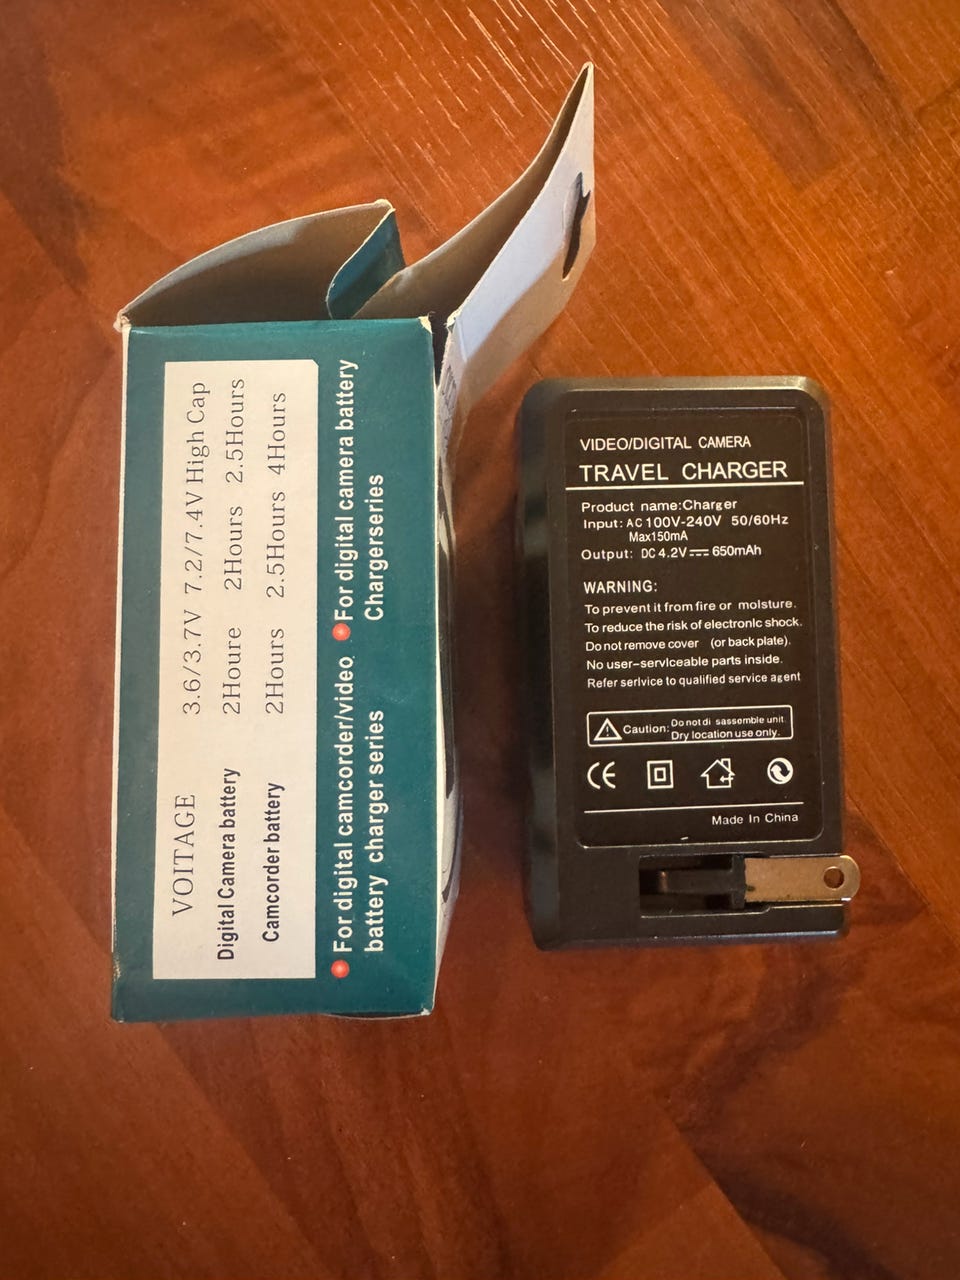 VOITAGE 3.6/3.7V 7.2/7.4V High Cap
Digital Camera battery 2Houre 2Hours 2.5Hours
Camcorder battery 2Hours 2.5Hours 4Hours
For digital camcorder/video
battery charger series
For digital camera battery
Chargerseries
VIDEO/DIGITAL CAMERA
TRAVEL CHARGER
Product name:Charger
Input: AC 100V-240V 50/60Hz
Max150mA
Output: DC 4.2V⎓650mAh
WARNING:
To prevent it from fire or moisture.
To reduce the risk of electronlc shock.
Do not remove cover (or back plate).
No user-servlceable parts inside.
Refer serlvice to qualified service agent
Caution: Do not di sassemble unit
Dry location use only.
CE
Made In China